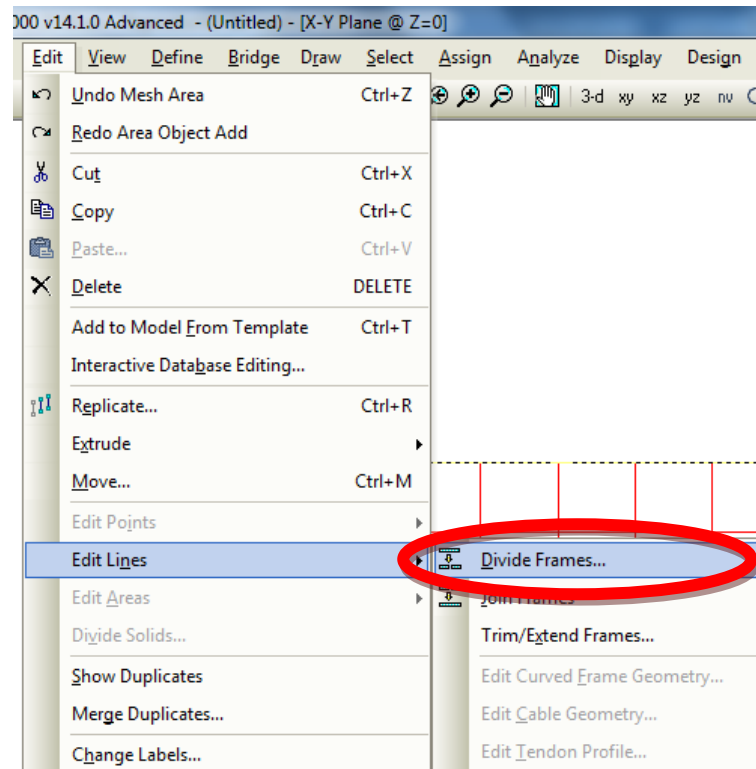 000 v14.1.0 Advanced - (Untitled) - [X-Y Plane @ Z=0]
Edit View Define Bridge Draw Select Assign Analyze Display Design
3-d xy xz yz nv
Undo Mesh Area Ctrl+Z
Redo Area Object Add
Cut Ctrl+X
Copy Ctrl+C
Paste... Ctrl+V
Delete DELETE
Add to Model From Template Ctrl+T
Interactive Database Editing...
Replicate... Ctrl+R
Extrude
Move... Ctrl+M
Edit Points
Edit Lines
Edit Areas
Divide Solids...
Show Duplicates
Merge Duplicates...
Change Labels...
Divide Frames...
Join Frames
Trim/Extend Frames...
Edit Curved Frame Geometry...
Edit Cable Geometry...
Edit Tendon Profile...